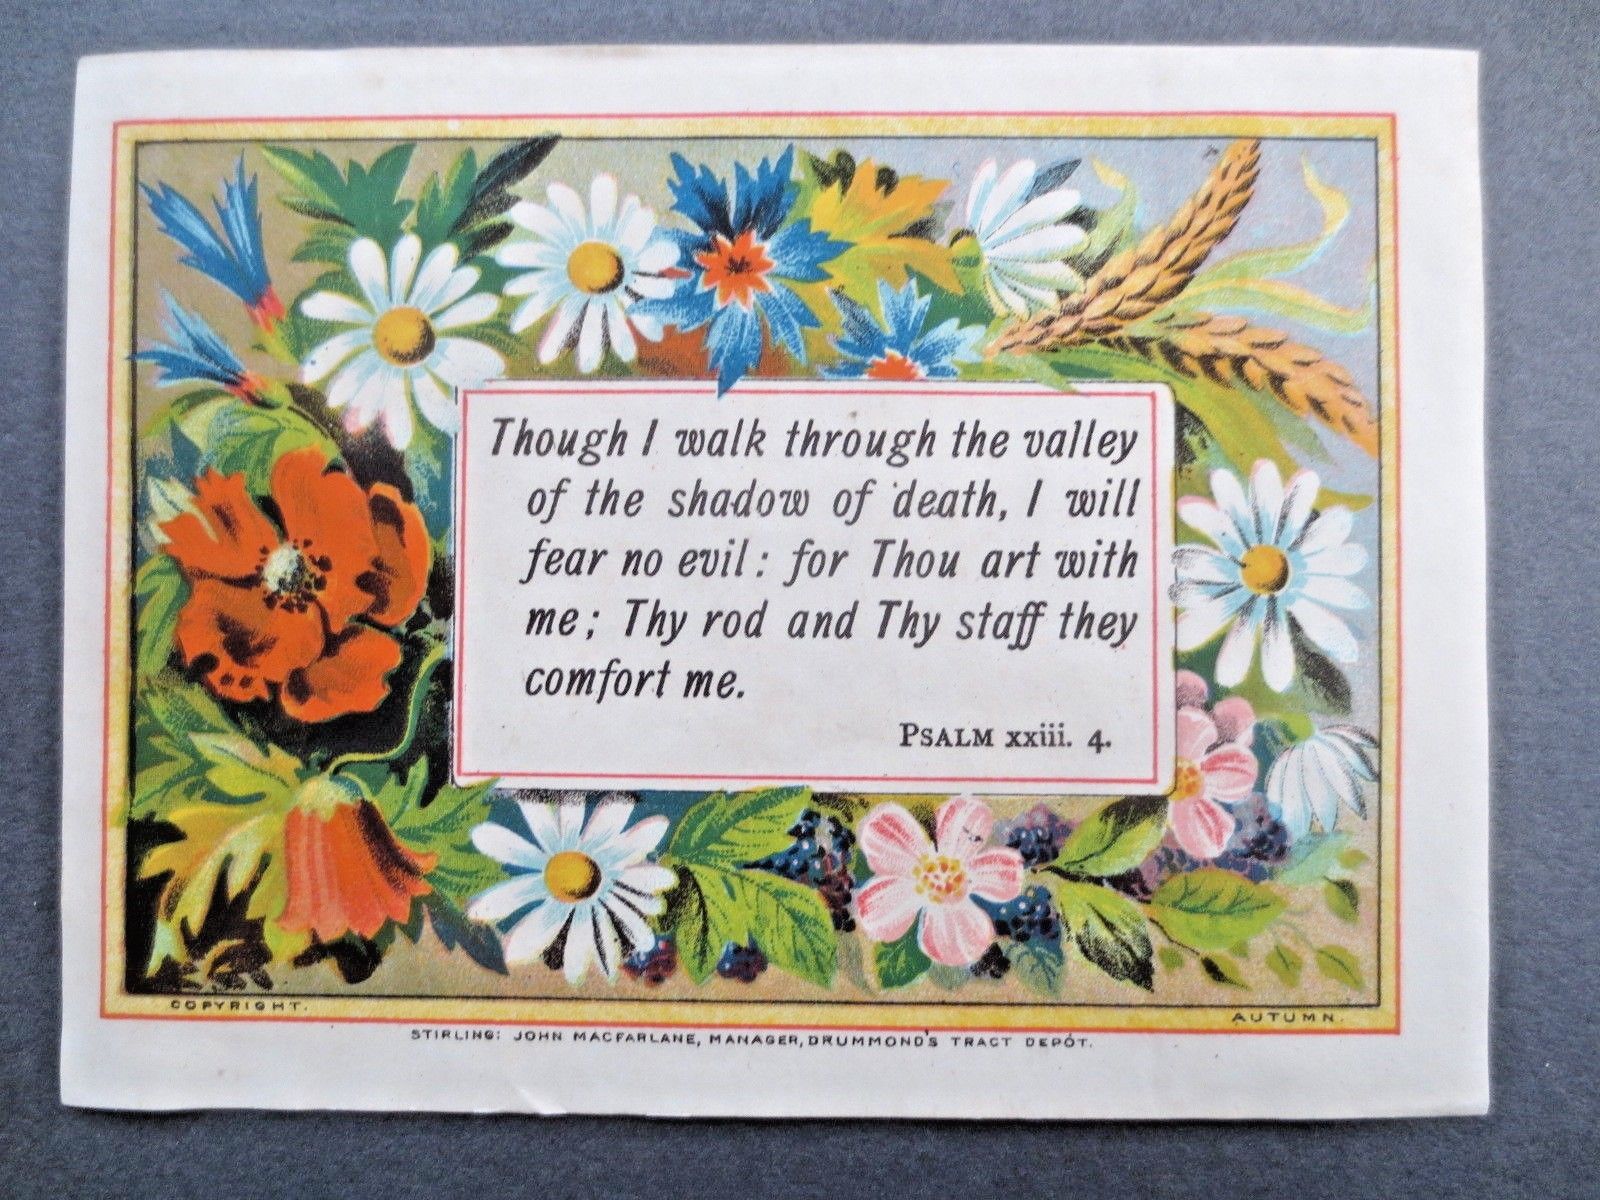 Though I walk through the valley
of the shadow of death, I will
fear no evil: for Thou art with
me; Thy rod and Thy staff they
comfort me.
PSALM xxiii. 4.
COPYRIGHT.
AUTUMN.
STIRLING: JOHN MACFARLANE, MANAGER, DRUMMOND'S TRACT DEPÓT.